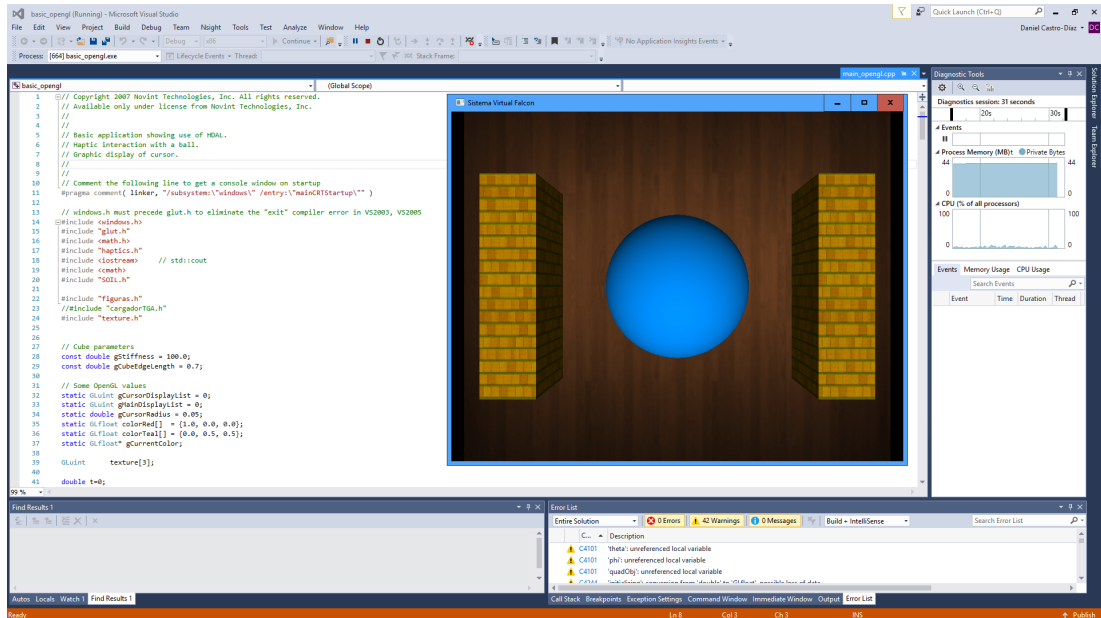 basic_opengl (Running) - Microsoft Visual Studio
Quick Launch (Ctrl+Q)
File Edit View Project Build Debug Team Nsight Tools Test Analyze Window Help
Daniel Castro-Diaz DC
Debug x86 Continue No Application Insights Events
Process: [664] basic_opengl.exe Lifecycle Events Thread: Stack Frame:
main_opengl.cpp
basic_opengl (Global Scope)
1 // Copyright 2007 Novint Technologies, Inc. All rights reserved.
2 // Available only under license from Novint Technologies, Inc.
3 //
4 //
5 // Basic application showing use of HDAL.
6 // Haptic interaction with a ball.
7 // Graphic display of cursor.
8 //
9 //
10 // Comment the following line to get a console window on startup
11 #pragma comment( linker, "/subsystem:\"windows\" /entry:\"mainCRTStartup\"" )
12
13 // windows.h must precede glut.h to eliminate the "exit" compiler error in VS2003, VS2005
14 #include <windows.h>
15 #include "glut.h"
16 #include <math.h>
17 #include "haptics.h"
18 #include <iostream> // std::cout
19 #include <cmath>
20 #include "SOIL.h"
21
22 #include "figuras.h"
23 //#include "cargadorTGA.h"
24 #include "texture.h"
25
26
27 // Cube parameters
28 const double gStiffness = 100.0;
29 const double gCubeEdgeLength = 0.7;
30
31 // Some OpenGL values
32 static GLuint gCursorDisplayList = 0;
33 static GLuint gMainDisplayList = 0;
34 static double gCursorRadius = 0.05;
35 static GLfloat colorRed[] = {1.0, 0.0, 0.0};
36 static GLfloat colorTeal[] = {0.0, 0.5, 0.5};
37 static GLfloat* gCurrentColor;
38
39 GLuint texture[3];
40
41 double t=0;
99 %
Sistema Virtual Falcon
Diagnostic Tools
Diagnostics session: 31 seconds
20s 30s
Events
Process Memory (MB) Private Bytes
44 44
0 0
CPU (% of all processors)
100 100
0 0
Events Memory Usage CPU Usage
Search Events
Event Time Duration Thread
Solution Explorer
Team Explorer
Find Results 1
Autos Locals Watch 1 Find Results 1
Error List
Entire Solution 0 Errors 42 Warnings 0 Messages Build + IntelliSense Search Error List
C... Description
C4101 'theta': unreferenced local variable
C4101 'phi': unreferenced local variable
C4101 'quadObj': unreferenced local variable
C4244 'initializing': conversion from 'double' to 'GLfloat', possible loss of data
Call Stack Breakpoints Exception Settings Command Window Immediate Window Output Error List
Ready Ln 8 Col 3 Ch 3 INS Publish